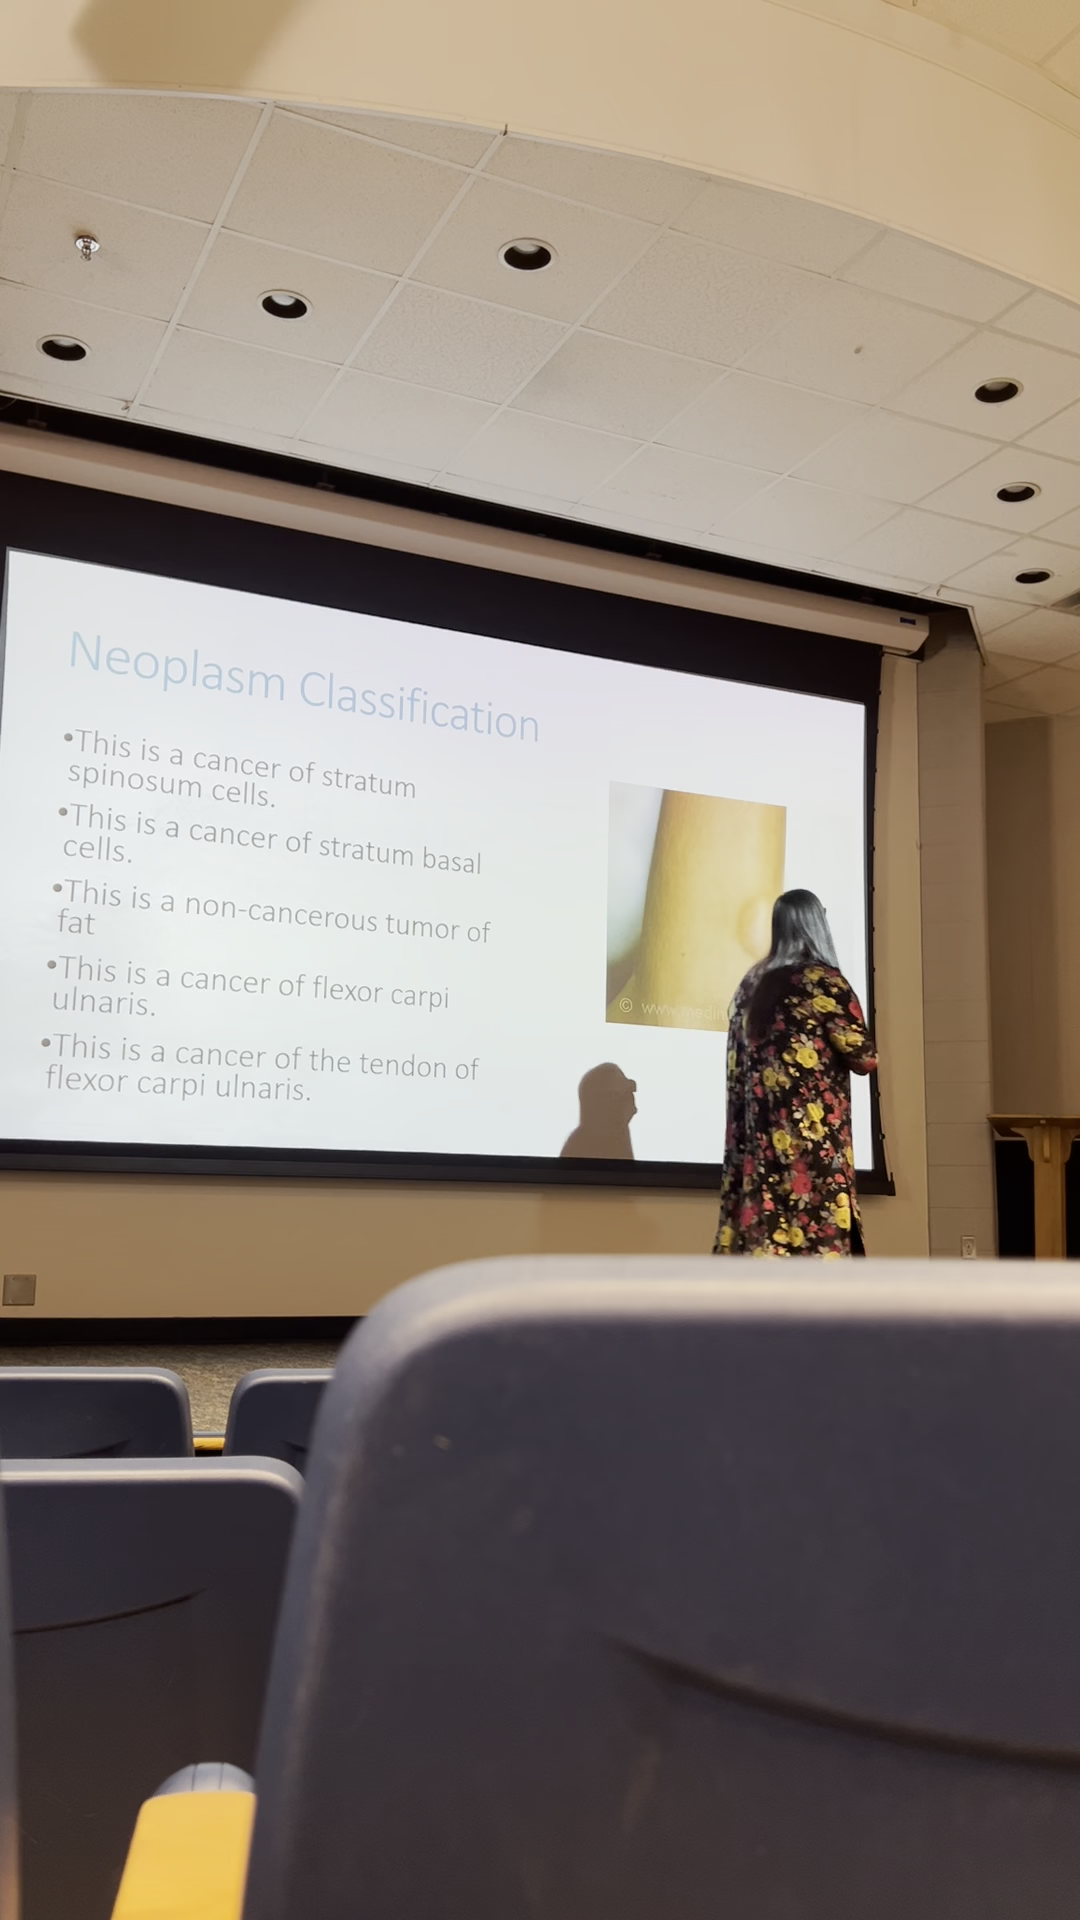 Neoplasm Classification
•This is a cancer of stratum
spinosum cells.
•This is a cancer of stratum basal
cells.
•This is a non-cancerous tumor of
fat
•This is a cancer of flexor carpi
ulnaris.
•This is a cancer of the tendon of
flexor carpi ulnaris.
©